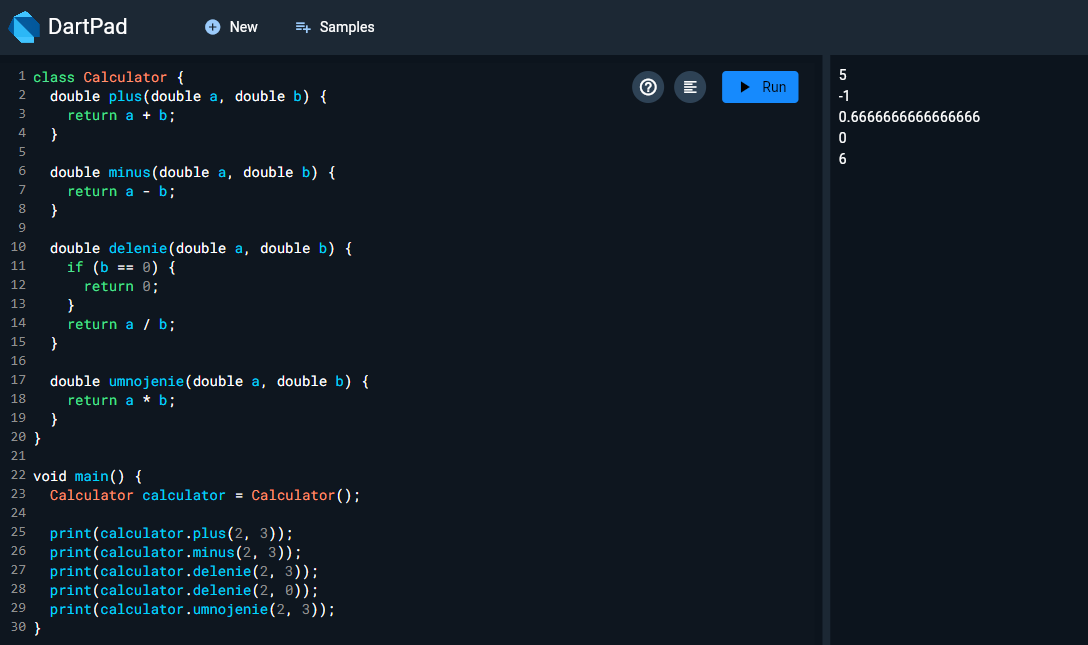 DartPad
New
Samples
Run
1 class Calculator {
2   double plus(double a, double b) {
3     return a + b;
4   }
5
6   double minus(double a, double b) {
7     return a - b;
8   }
9
10   double delenie(double a, double b) {
11     if (b == 0) {
12       return 0;
13     }
14     return a / b;
15   }
16
17   double umnojenie(double a, double b) {
18     return a * b;
19   }
20 }
21
22 void main() {
23   Calculator calculator = Calculator();
24
25   print(calculator.plus(2, 3));
26   print(calculator.minus(2, 3));
27   print(calculator.delenie(2, 3));
28   print(calculator.delenie(2, 0));
29   print(calculator.umnojenie(2, 3));
30 }
5
-1
0.6666666666666666
0
6